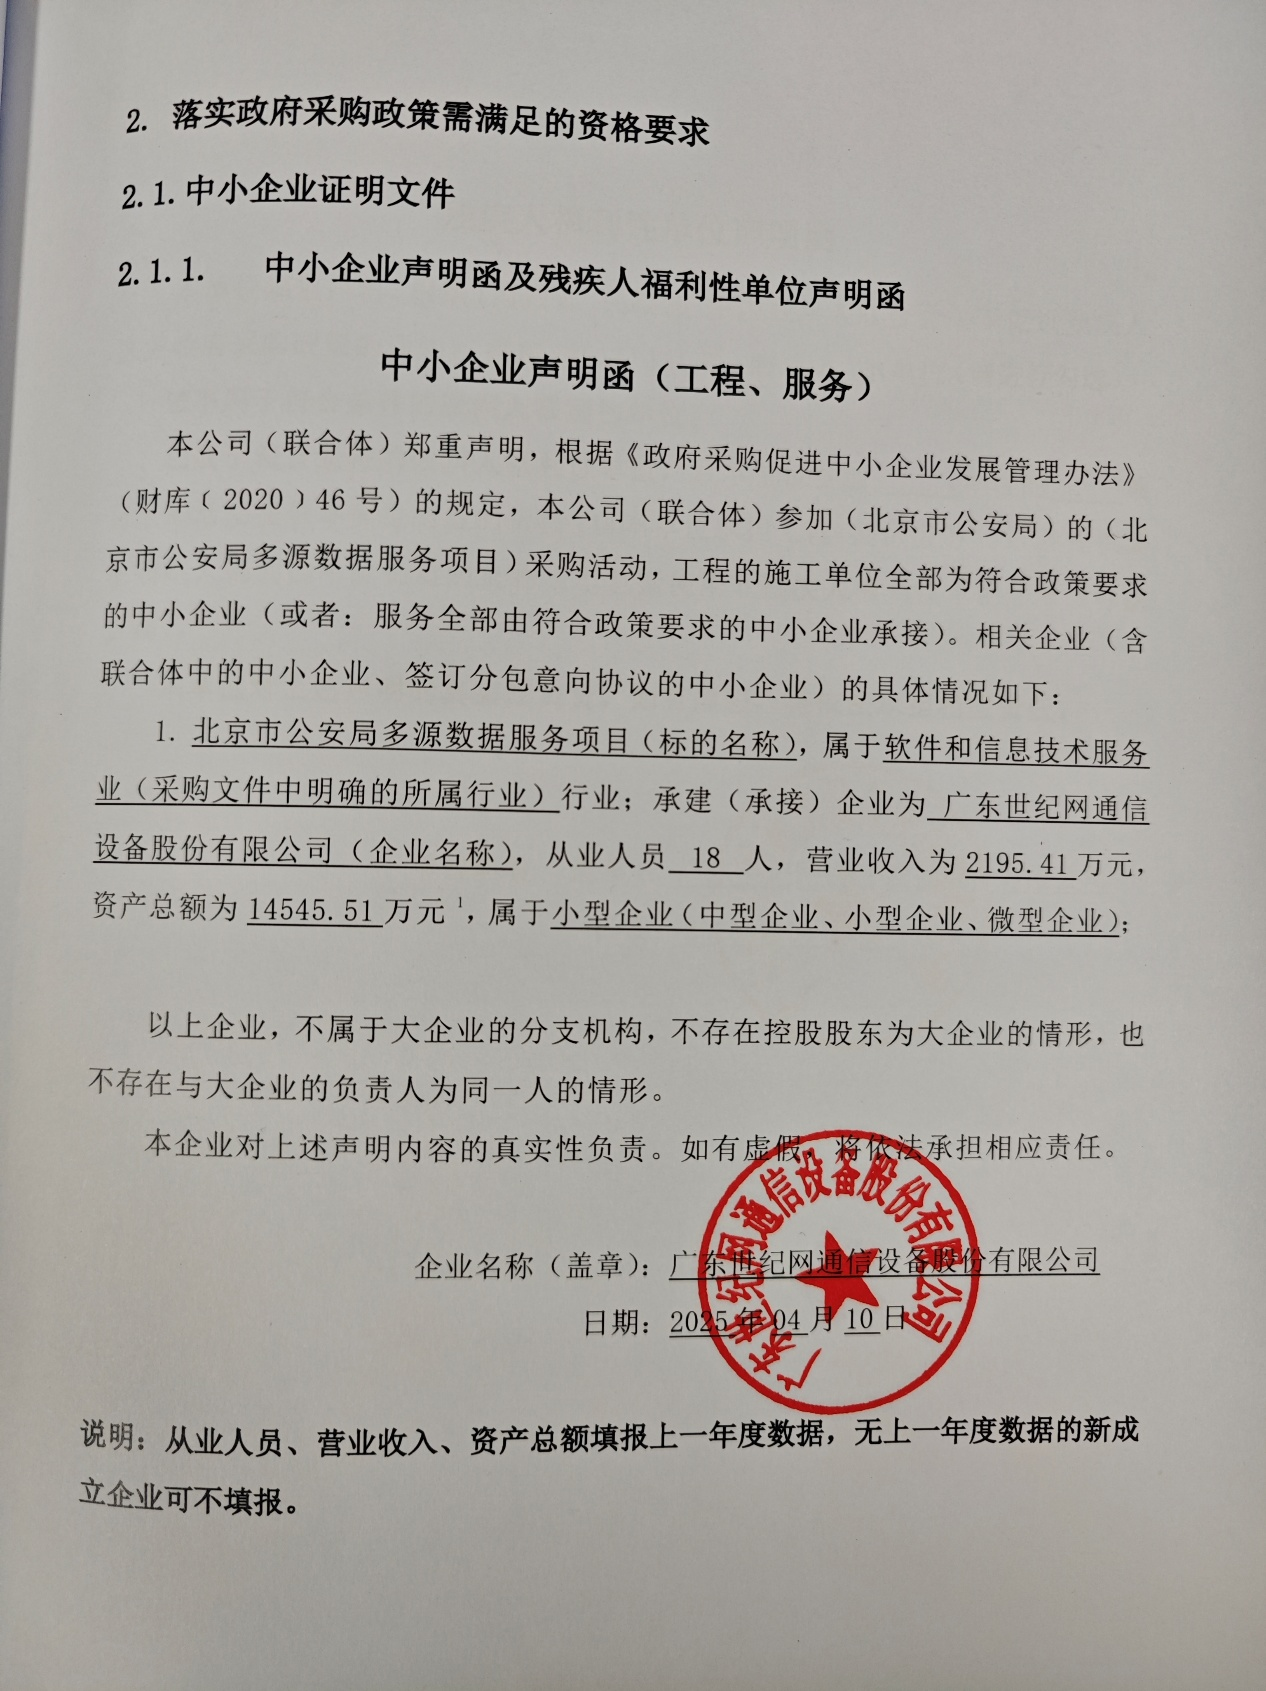 2. 落实政府采购政策需满足的资格要求
2.1.中小企业证明文件
2.1.1. 中小企业声明函及残疾人福利性单位声明函
中小企业声明函（工程、服务）
本公司（联合体）郑重声明，根据《政府采购促进中小企业发展管理办法》
（财库﹝2020﹞46 号）的规定，本公司（联合体）参加（北京市公安局）的（北
京市公安局多源数据服务项目）采购活动，工程的施工单位全部为符合政策要求
的中小企业（或者：服务全部由符合政策要求的中小企业承接）。相关企业（含
联合体中的中小企业、签订分包意向协议的中小企业）的具体情况如下：
1. 北京市公安局多源数据服务项目（标的名称），属于软件和信息技术服务
业（采购文件中明确的所属行业）行业；承建（承接）企业为 广东世纪网通信
设备股份有限公司（企业名称），从业人员 18 人，营业收入为 2195.41 万元，
资产总额为 14545.51 万元¹，属于小型企业（中型企业、小型企业、微型企业）；
以上企业，不属于大企业的分支机构，不存在控股股东为大企业的情形，也
不存在与大企业的负责人为同一人的情形。
本企业对上述声明内容的真实性负责。如有虚假，将依法承担相应责任。
企业名称（盖章）：广东世纪网通信设备股份有限公司
日期：2025 年 04 月 10 日
广东世纪网通信设备股份有限公司
说明：从业人员、营业收入、资产总额填报上一年度数据，无上一年度数据的新成
立企业可不填报。